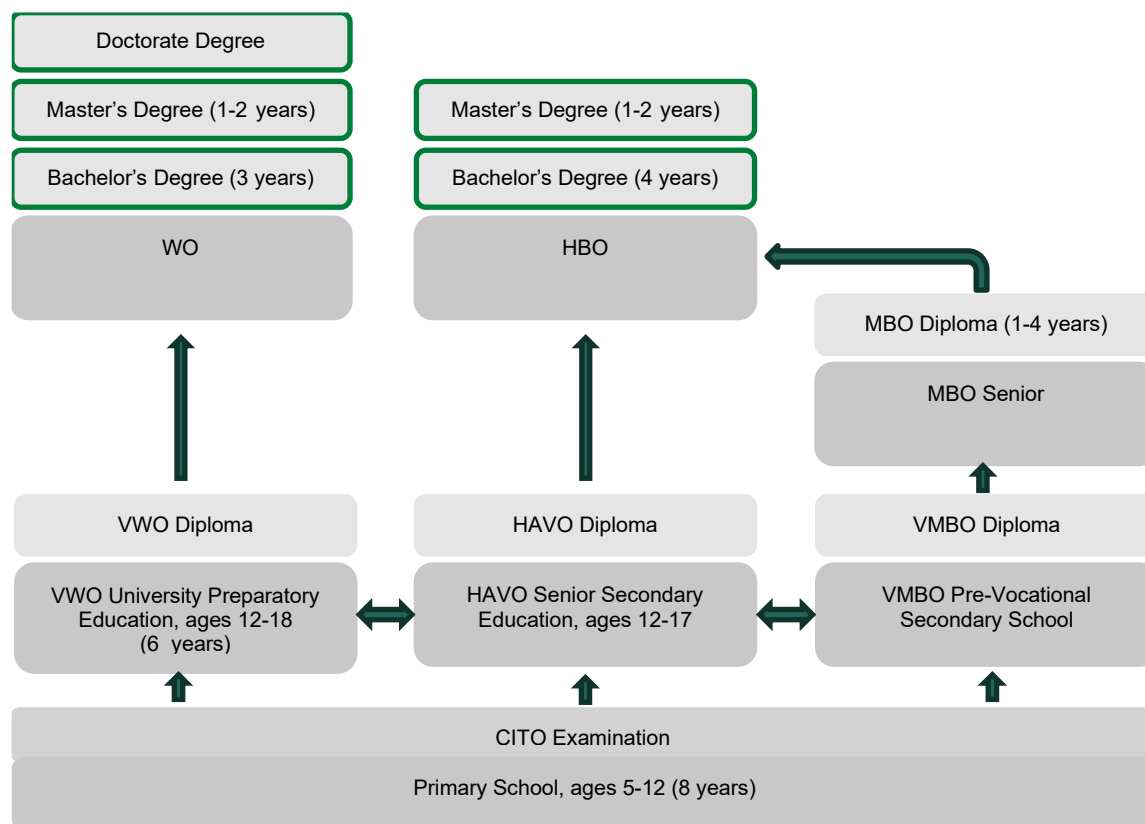 Doctorate Degree
Master's Degree (1-2 years)
Master's Degree (1-2 years)
Bachelor's Degree (3 years)
Bachelor's Degree (4 years)
WO
HBO
MBO Diploma (1-4 years)
MBO Senior
VWO Diploma
HAVO Diploma
VMBO Diploma
VWO University Preparatory
Education, ages 12-18
(6 years)
HAVO Senior Secondary
Education, ages 12-17
VMBO Pre-Vocational
Secondary School
CITO Examination
Primary School, ages 5-12 (8 years)